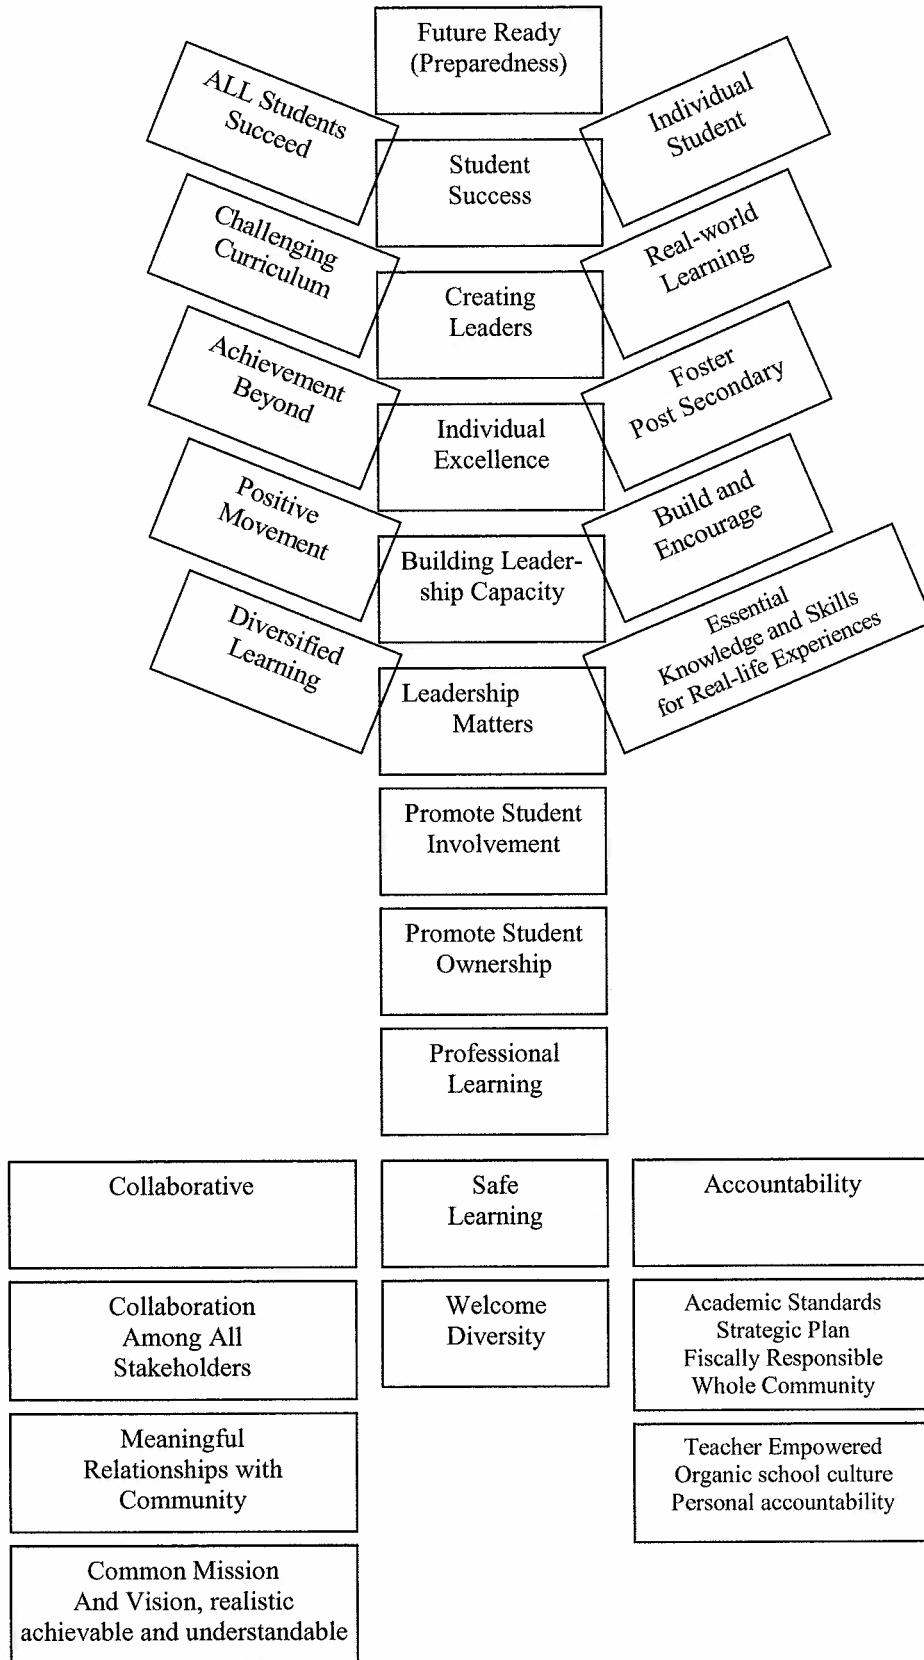 Future Ready
(Preparedness)
ALL Students
Succeed
Individual
Student
Student
Success
Challenging
Curriculum
Real-world
Learning
Creating
Leaders
Achievement
Beyond
Foster
Post Secondary
Individual
Excellence
Positive
Movement
Build and
Encourage
Building Leader-
ship Capacity
Diversified
Learning
Essential
Knowledge and Skills
for Real-life Experiences
Leadership
Matters
Promote Student
Involvement
Promote Student
Ownership
Professional
Learning
Collaborative
Safe
Learning
Accountability
Collaboration
Among All
Stakeholders
Welcome
Diversity
Academic Standards
Strategic Plan
Fiscally Responsible
Whole Community
Meaningful
Relationships with
Community
Teacher Empowered
Organic school culture
Personal accountability
Common Mission
And Vision, realistic
achievable and understandable